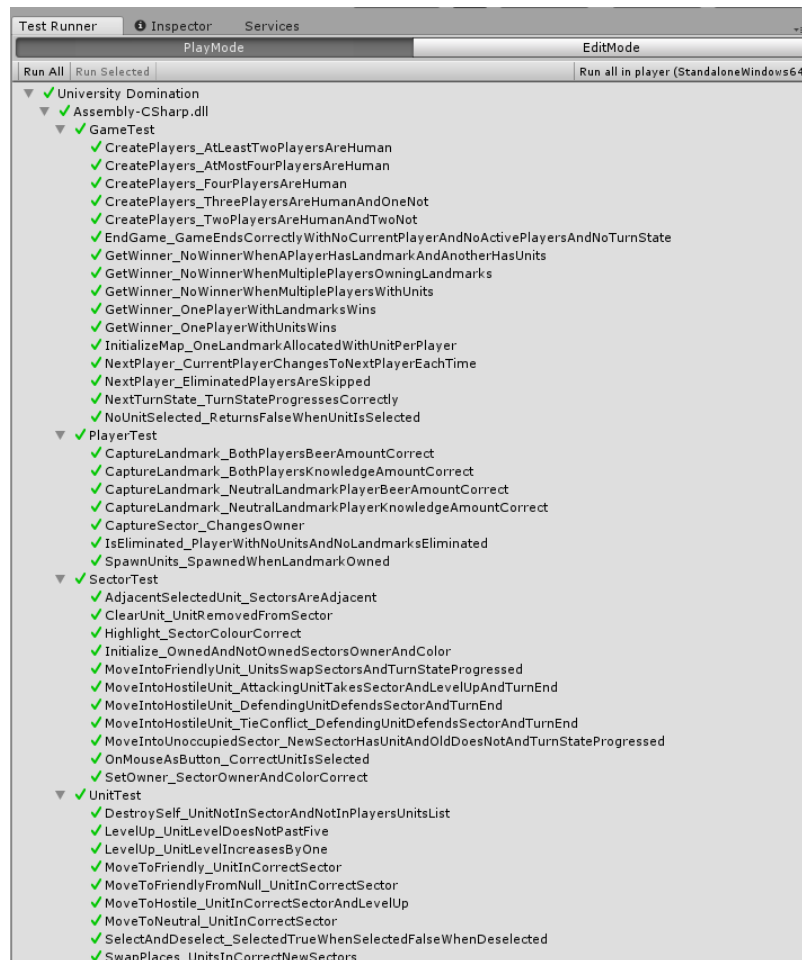 Test Runner Inspector Services
PlayMode EditMode
Run All Run Selected Run all in player (StandaloneWindows64
University Domination
Assembly-CSharp.dll
GameTest
CreatePlayers_AtLeastTwoPlayersAreHuman
CreatePlayers_AtMostFourPlayersAreHuman
CreatePlayers_FourPlayersAreHuman
CreatePlayers_ThreePlayersAreHumanAndOneNot
CreatePlayers_TwoPlayersAreHumanAndTwoNot
EndGame_GameEndsCorrectlyWithNoCurrentPlayerAndNoActivePlayersAndNoTurnState
GetWinner_NoWinnerWhenAPlayerHasLandmarkAndAnotherHasUnits
GetWinner_NoWinnerWhenMultiplePlayersOwningLandmarks
GetWinner_NoWinnerWhenMultiplePlayersWithUnits
GetWinner_OnePlayerWithLandmarksWins
GetWinner_OnePlayerWithUnitsWins
InitializeMap_OneLandmarkAllocatedWithUnitPerPlayer
NextPlayer_CurrentPlayerChangesToNextPlayerEachTime
NextPlayer_EliminatedPlayersAreSkipped
NextTurnState_TurnStateProgressesCorrectly
NoUnitSelected_ReturnsFalseWhenUnitIsSelected
PlayerTest
CaptureLandmark_BothPlayersBeerAmountCorrect
CaptureLandmark_BothPlayersKnowledgeAmountCorrect
CaptureLandmark_NeutralLandmarkPlayerBeerAmountCorrect
CaptureLandmark_NeutralLandmarkPlayerKnowledgeAmountCorrect
CaptureSector_ChangesOwner
IsEliminated_PlayerWithNoUnitsAndNoLandmarksEliminated
SpawnUnits_SpawnedWhenLandmarkOwned
SectorTest
AdjacentSelectedUnit_SectorsAreAdjacent
ClearUnit_UnitRemovedFromSector
Highlight_SectorColourCorrect
Initialize_OwnedAndNotOwnedSectorsOwnerAndColor
MoveIntoFriendlyUnit_UnitsSwapSectorsAndTurnStateProgressed
MoveIntoHostileUnit_AttackingUnitTakesSectorAndLevelUpAndTurnEnd
MoveIntoHostileUnit_DefendingUnitDefendsSectorAndTurnEnd
MoveIntoHostileUnit_TieConflict_DefendingUnitDefendsSectorAndTurnEnd
MoveIntoUnoccupiedSector_NewSectorHasUnitAndOldDoesNotAndTurnStateProgressed
OnMouseAsButton_CorrectUnitIsSelected
SetOwner_SectorOwnerAndColorCorrect
UnitTest
DestroySelf_UnitNotInSectorAndNotInPlayersUnitsList
LevelUp_UnitLevelDoesNotPastFive
LevelUp_UnitLevelIncreasesByOne
MoveToFriendly_UnitInCorrectSector
MoveToFriendlyFromNull_UnitInCorrectSector
MoveToHostile_UnitInCorrectSectorAndLevelUp
MoveToNeutral_UnitInCorrectSector
SelectAndDeselect_SelectedTrueWhenSelectedFalseWhenDeselected
SwapPlaces_UnitsInCorrectNewSectors